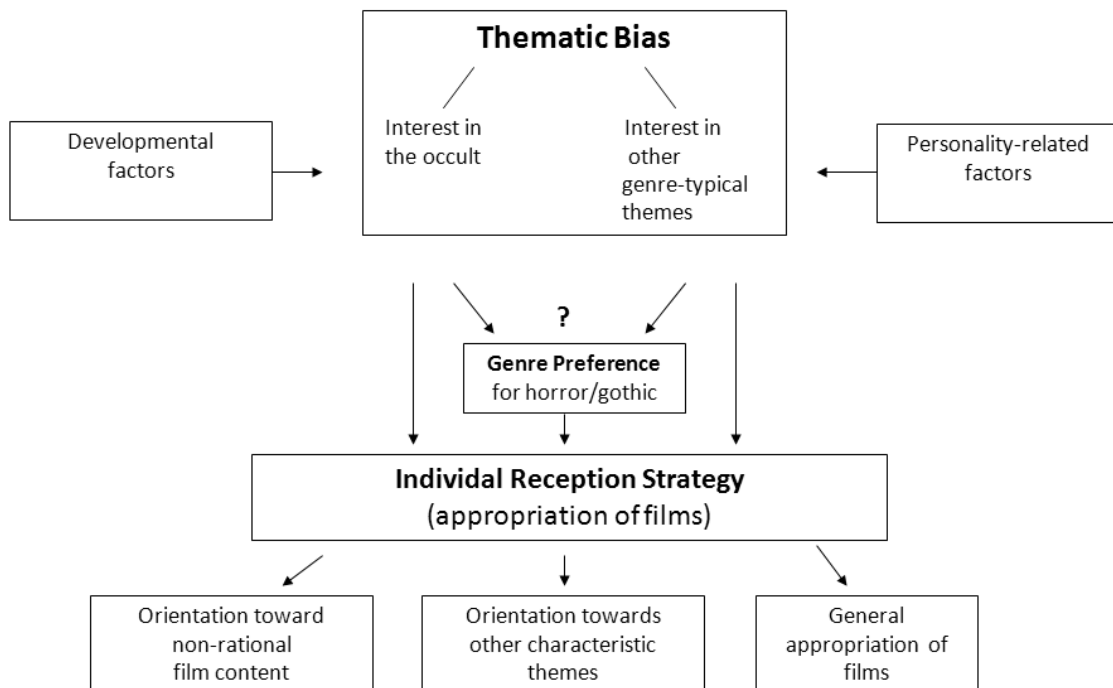 Thematic Bias
Interest in
the occult
Interest in
other
genre-typical
themes
Developmental
factors
Personality-related
factors
?
Genre Preference
for horror/gothic
Individal Reception Strategy
(appropriation of films)
Orientation toward
non-rational
film content
Orientation towards
other characteristic
themes
General
appropriation of
films